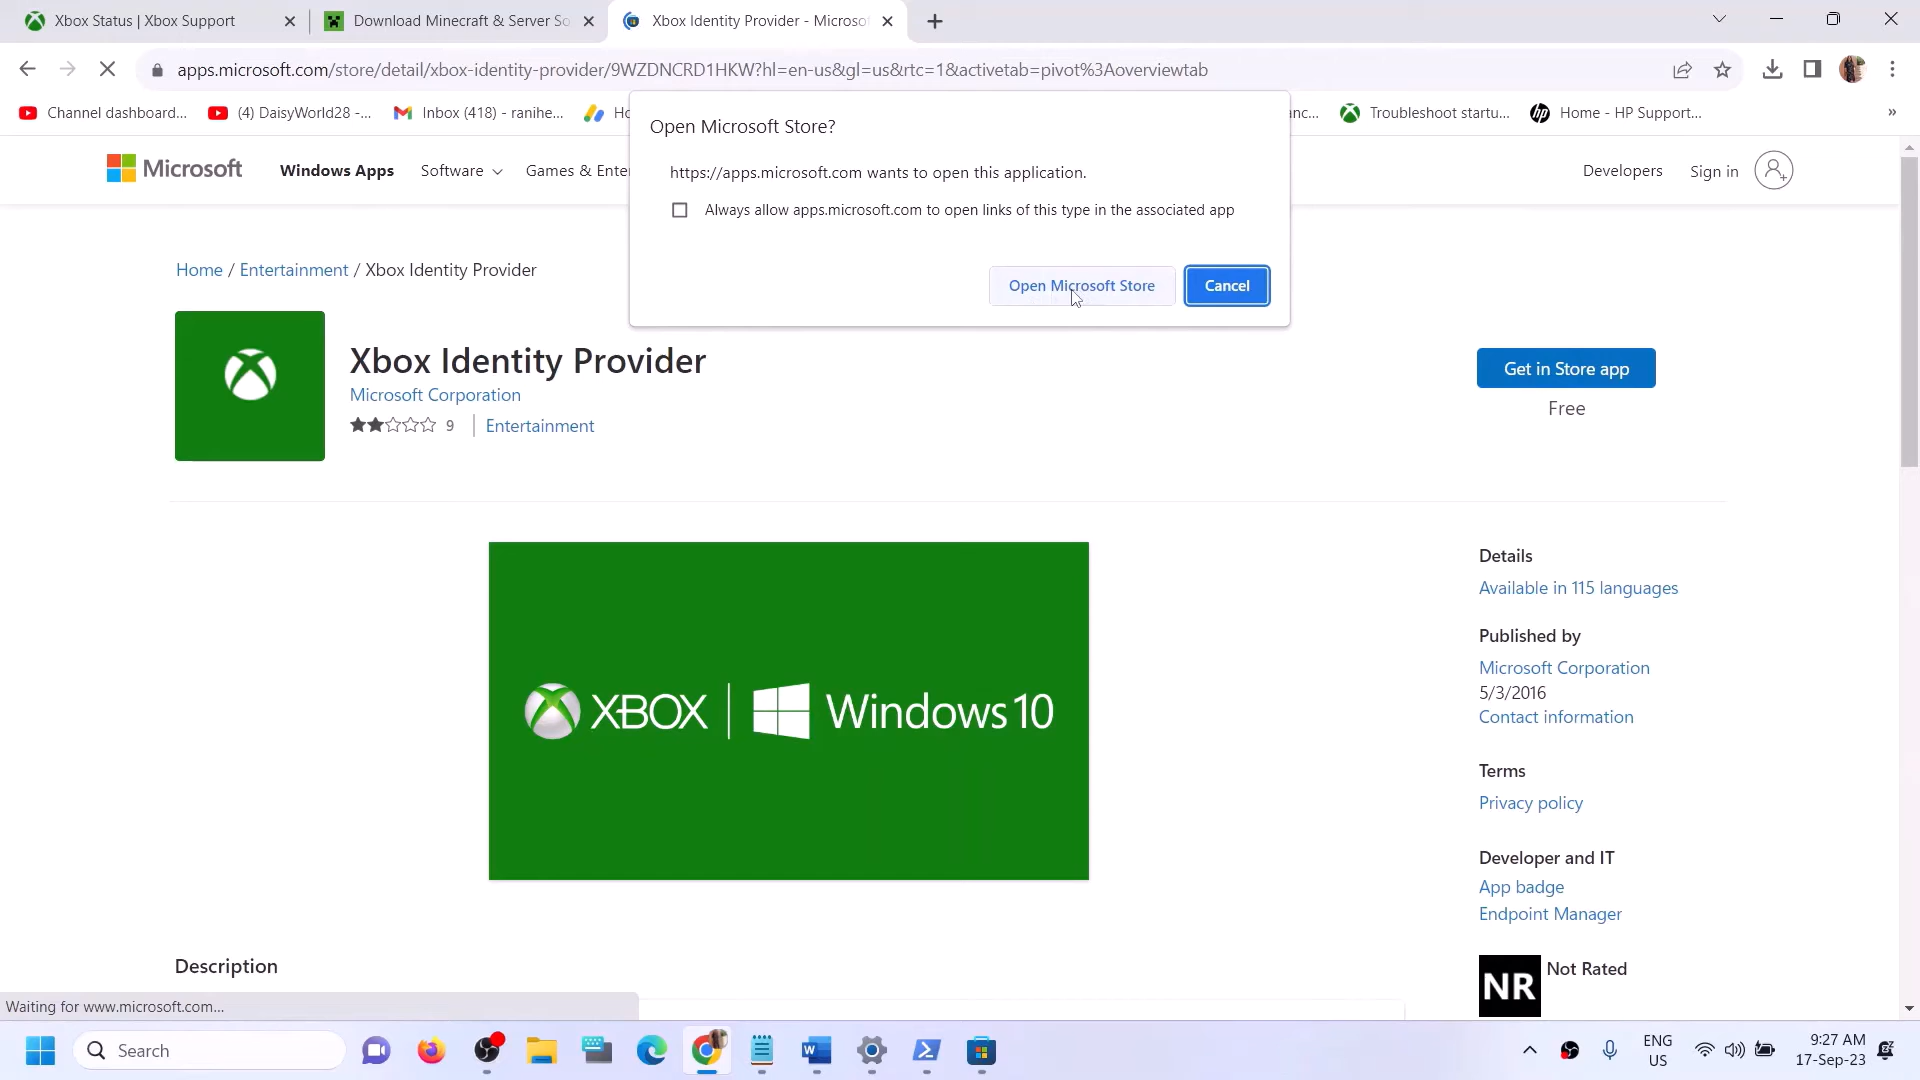 Xbox Status | Xbox Support
Download Minecraft & Server So
Xbox Identity Provider - Microsof
apps.microsoft.com/store/detail/xbox-identity-provider/9WZDNCRD1HKW?hl=en-us&gl=us&rtc=1&activetab=pivot%3Aoverviewtab
Channel dashboard...
(4) DaisyWorld28 -...
Inbox (418) - ranihe...
Troubleshoot startu...
Home - HP Support...
»
Open Microsoft Store?
https://apps.microsoft.com wants to open this application.
Always allow apps.microsoft.com to open links of this type in the associated app
Open Microsoft Store
Cancel
Microsoft
Windows Apps
Software
Games & Enter
Developers
Sign in
Home / Entertainment / Xbox Identity Provider
Xbox Identity Provider
Microsoft Corporation
9
Entertainment
Get in Store app
Free
XBOX | Windows 10
Details
Available in 115 languages
Published by
Microsoft Corporation
5/3/2016
Contact information
Terms
Privacy policy
Developer and IT
App badge
Endpoint Manager
NR
Not Rated
Description
Waiting for www.microsoft.com...
Search
ENG
US
9:27 AM
17-Sep-23